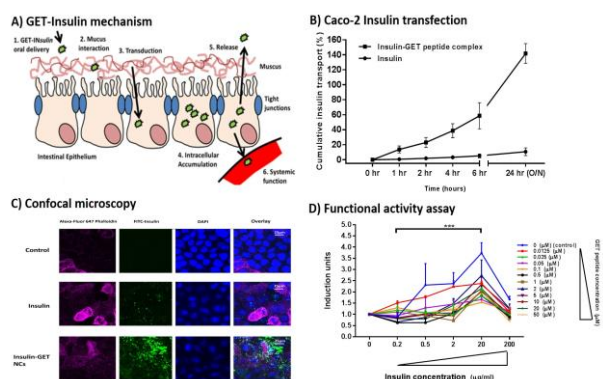 A) GET-Insulin mechanism
1. GET-INsulin
oral delivery
2. Mucus
interaction
3. Transduction
5. Release
Muscus
Tight
junctions
Intestinal Epithelium
4. Intracellular
Accumulation
6. Systemic
function
B) Caco-2 Insulin transfection
Cumulative insulin transport (%)
160
140
120
100
80
60
40
20
0
Insulin-GET peptide complex
Insulin
0 hr
1 hr
2 hr
4 hr
6 hr
24 hr (O/N)
Time (hours)
C) Confocal microscopy
Alexa-Fluor 647 Phalloidin
FITC-Insulin
DAPI
Overlay
Control
Insulin
Insulin-GET
NCs
D) Functional activity assay
***
Induction units
5.0
4.5
4.0
3.5
3.0
2.5
2.0
1.5
1.0
0.5
0
0.2
0.5
2
20
200
Insulin concentration (µg/ml)
0 (µM) (control)
0.0125 (µM)
0.025 (µM)
0.05 (µM)
0.1 (µM)
0.5 (µM)
1 (µM)
2 (µM)
5 (µM)
10 (µM)
20 (µM)
50 (µM)
GET peptide concentration (µM)